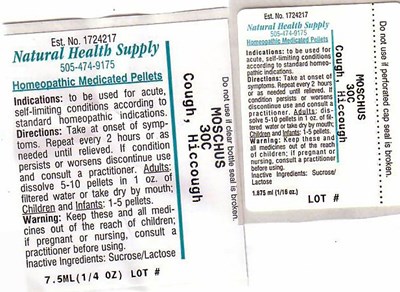 Est. No. 1724217
Natural Health Supply
505-474-9175
Homeopathic Medicated Pellets
Indications: to be used for acute,
self-limiting conditions according to
standard homeopathic indications.
Directions: Take at onset of symp-
toms. Repeat every 2 hours or as
needed until relieved. If condition
persists or worsens discontinue use
and consult a practitioner. Adults:
dissolve 5-10 pellets in 1 oz. of
filtered water or take dry by mouth;
Children and Infants: 1-5 pellets.
Warning: Keep these and all medi-
cines out of the reach of children;
if pregnant or nursing, consult a
practitioner before using.
Inactive Ingredients: Sucrose/Lactose
7.5ML(1/4 OZ) LOT #
Do not use if clear bottle seal is broken.
MOSCHUS
30C
Cough, Hiccough
Est. No. 1724217
Natural Health Supply
505-474-9175
Homeopathic Medicated Pellets
Indications: to be used for
acute, self-limiting conditions
according to standard homeo-
pathic indications.
Directions: Take at onset of
symptoms. Repeat every 2 hours
or as needed until relieved. If
condition persists or worsens
discontinue use and consult a
practitioner. Adults: dis-
solve 5-10 pellets in 1 oz. of fil-
tered water or take dry by mouth;
Children and Infants: 1-5 pellets.
Warning: Keep these and all
medicines out of the reach of
children; if pregnant or nursing,
consult a practitioner before
using.
Inactive Ingredients: Sucrose/
Lactose
1.875 ml (1/16 oz.)
LOT #
MOSCHUS
30C
Cough, Hiccough
Do not use if perforated cap seal is broken.